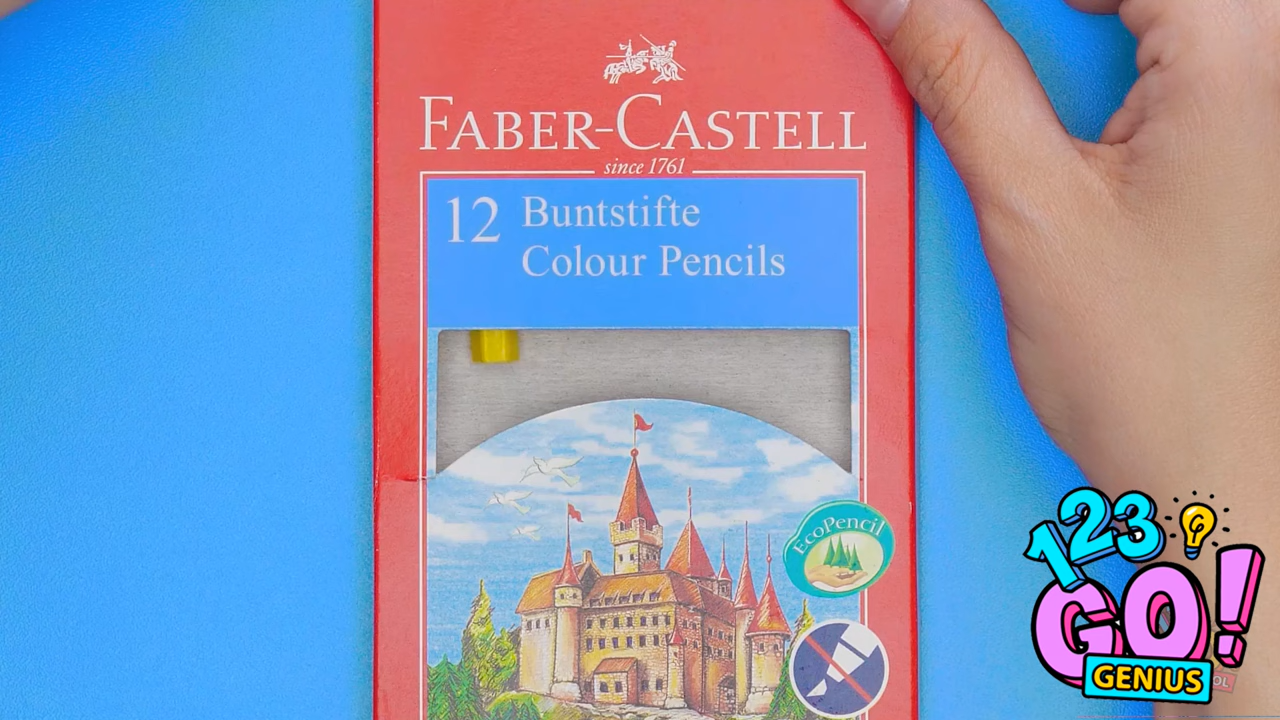 FABER-CASTELL
since 1761
12 Buntstifte
Colour Pencils
EcoPencil
123
GO!
GENIUS